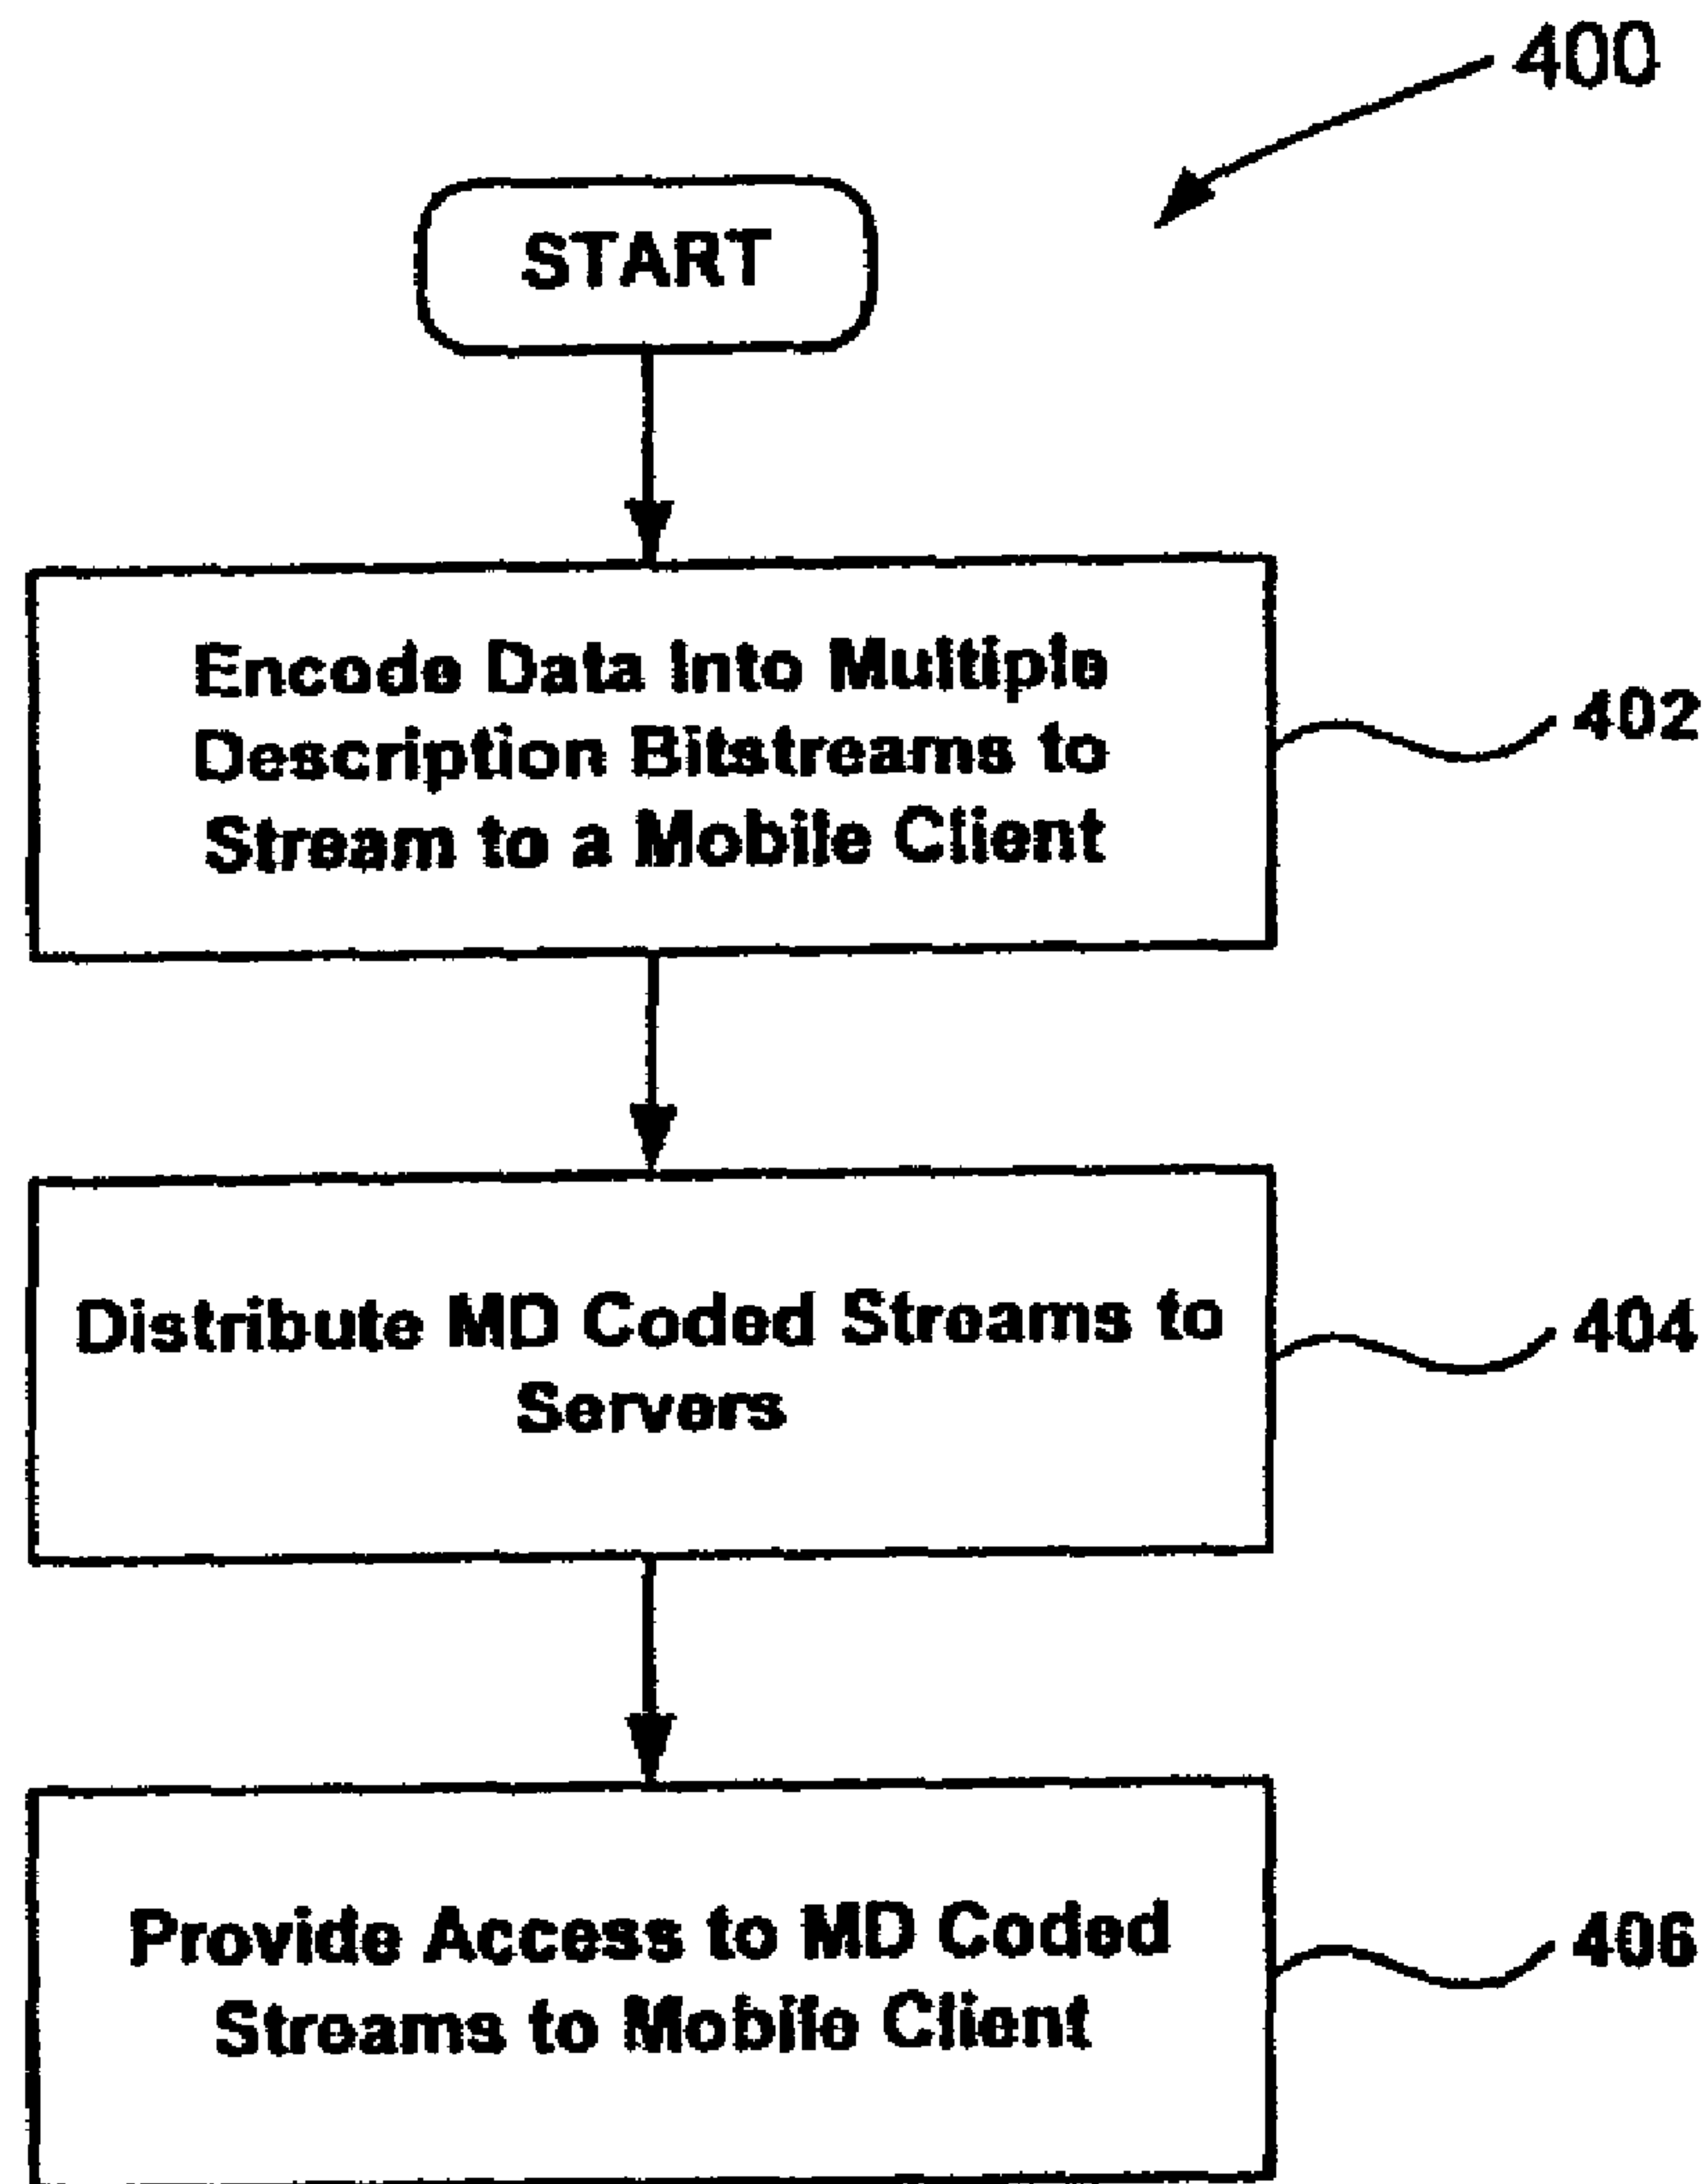 400
START
Encode Data Into Multiple
Description Bitstreams to
Stream to a Mobile Client
402
Distribute MD Coded Streams to
Servers
404
Provide Access to MD Coded
Streams to Mobile Client
406